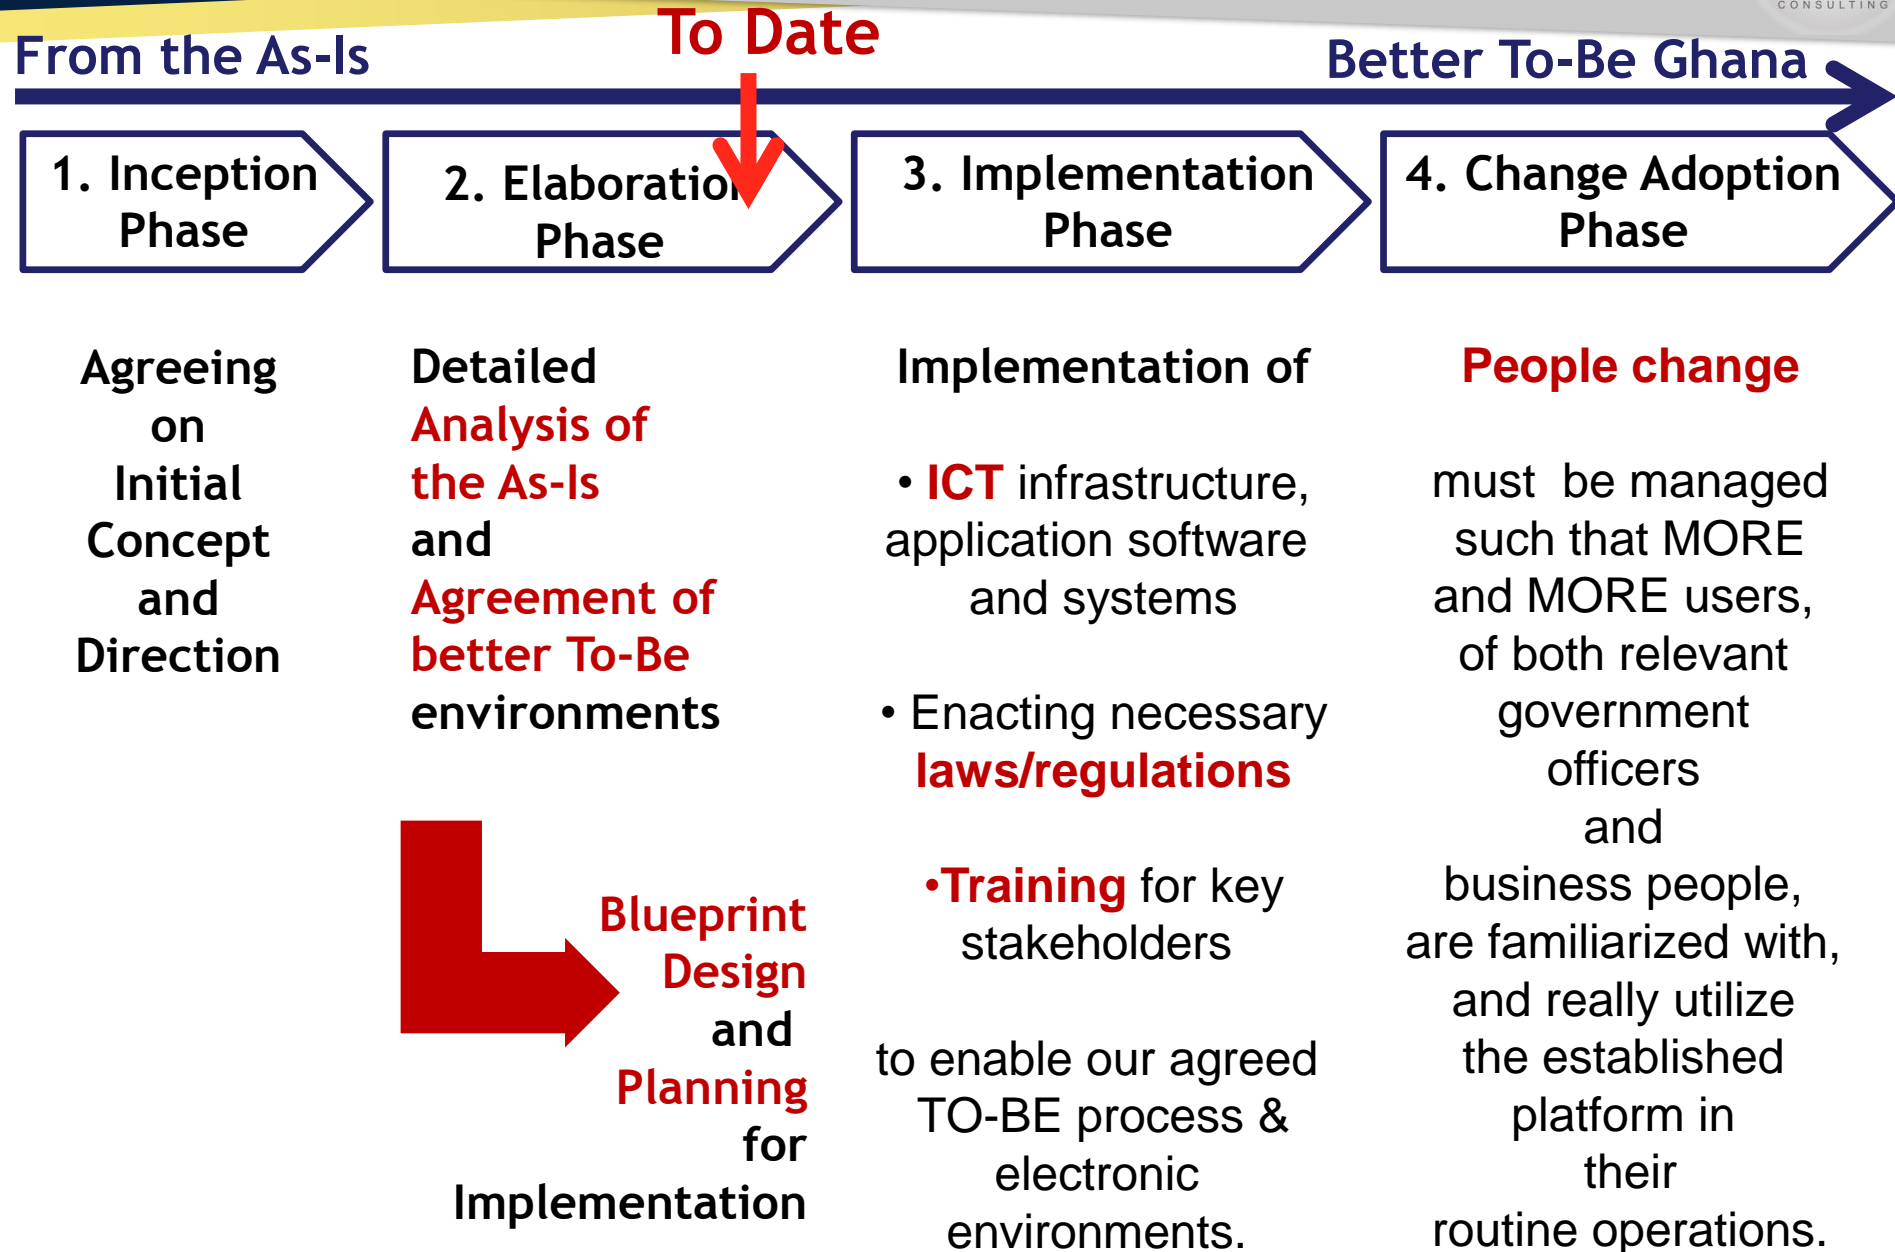 CONSULTING
To Date
From the As-Is
Better To-Be Ghana
1. Inception
Phase
2. Elaboration
Phase
3. Implementation
Phase
4. Change Adoption
Phase
Agreeing
on
Initial
Concept
and
Direction
Detailed
Analysis of
the As-Is
and
Agreement of
better To-Be
environments
Blueprint
Design
and
Planning
for
Implementation
Implementation of
• ICT infrastructure,
application software
and systems
• Enacting necessary
laws/regulations
•Training for key
stakeholders
to enable our agreed
TO-BE process &
electronic
environments.
People change
must be managed
such that MORE
and MORE users,
of both relevant
government
officers
and
business people,
are familiarized with,
and really utilize
the established
platform in
their
routine operations.